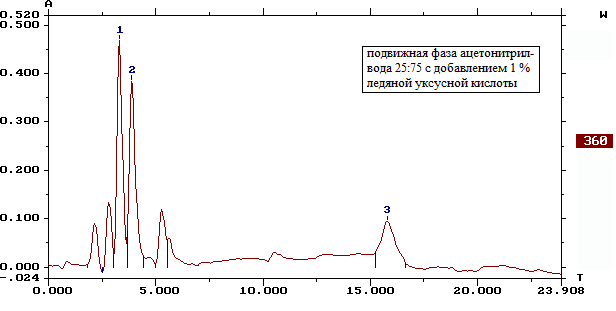 A
0.520
W
0.500
1
2
подвижная фаза ацетонитрил-
вода 25:75 с добавлением 1 %
ледяной уксусной кислоты
0.400
0.300
360
0.200
3
0.100
0.000
-.024
T
0.000 5.000 10.000 15.000 20.000 23.908